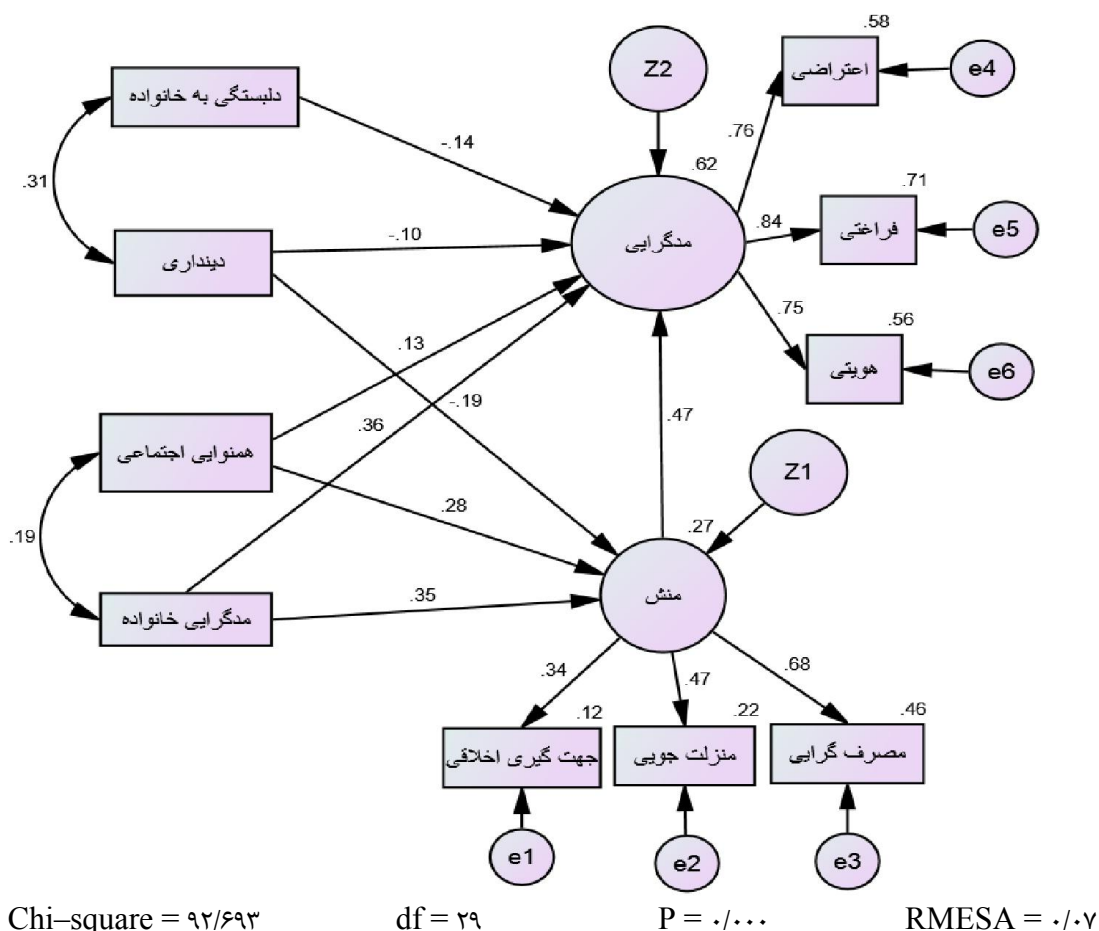 .58
Z2
اعتراضی
e4
دلبستگی به خانواده
-.14
.76
.62
.31
.71
مدگرایی
.84
فراغتی
e5
-.10
دینداری
.75
.56
.13
هویتی
e6
-.19
.36
.47
همنوایی اجتماعی
Z1
.28
.27
.19
.35
منش
مدگرایی خانواده
.34
.47
.68
.12
.22
.46
جهت گیری اخلاقی
منزلت جویی
مصرف گرایی
e1
e2
e3
Chi–square = ۹۲/۶۹۳ df = ۲۹ P = ۰/۰۰۰ RMESA = ۰/۰۷